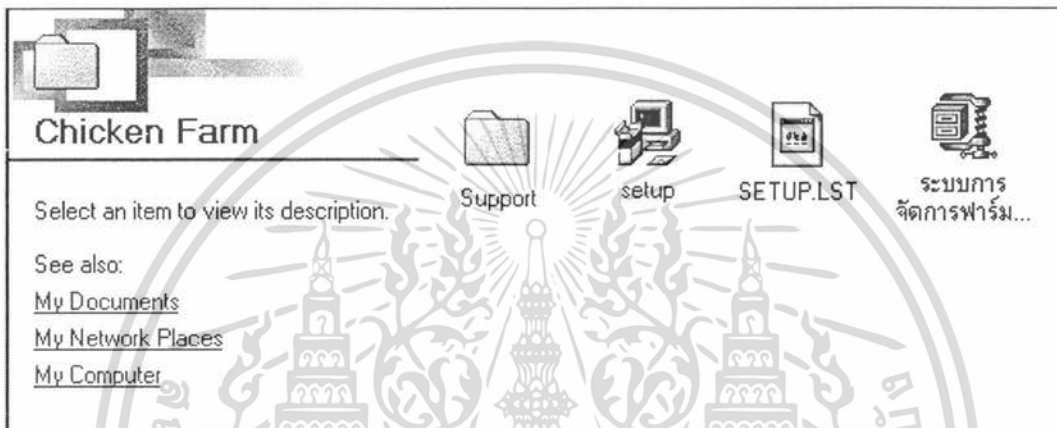 Chicken Farm
Select an item to view its description.
See also:
My Documents
My Network Places
My Computer
Support
setup
SETUP.LST
ระบบการ
จัดการฟาร์ม...